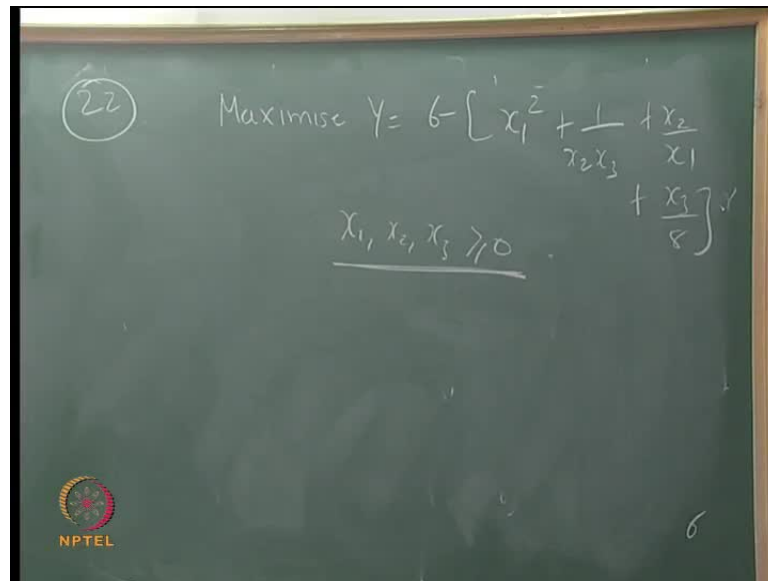 22
Maximise Y = 6 - [ x₁² + 1/(x₂x₃) + x₂/x1
+ x₃/8 ]
x₁, x₂, x₃ ≥ 0
6
NPTEL